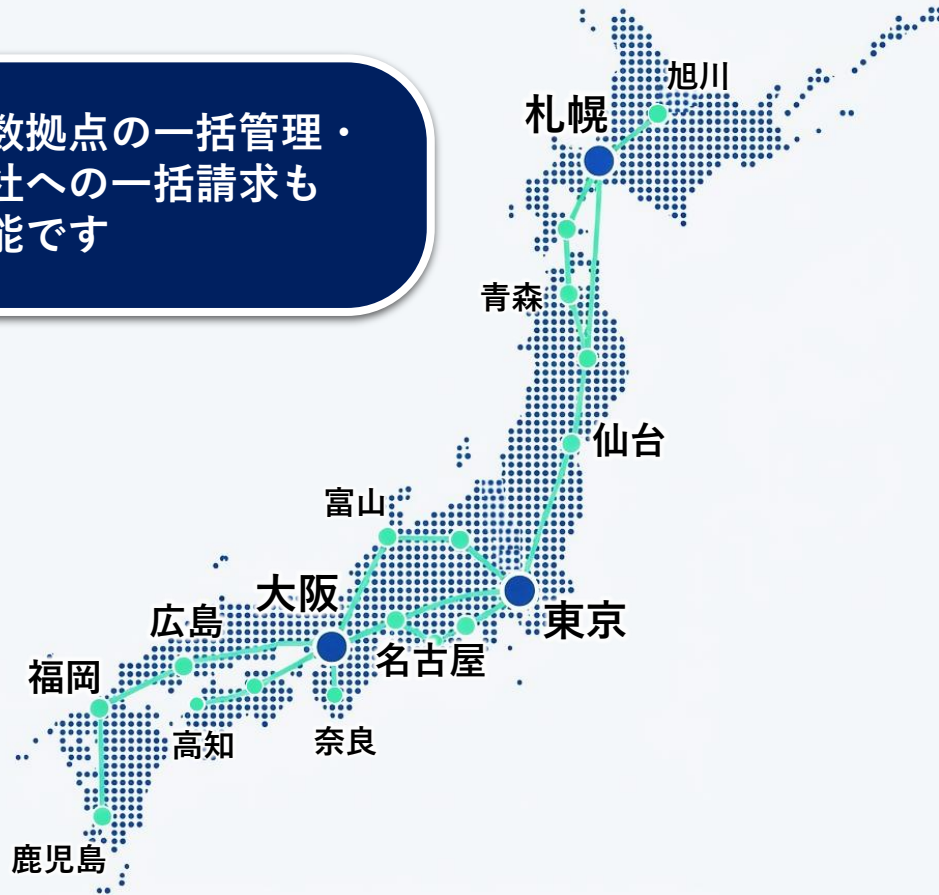 数拠点の一括管理・
社への一括請求も
能です
旭川
札幌
青森
仙台
富山
大阪
東京
広島
名古屋
福岡
高知
奈良
鹿児島